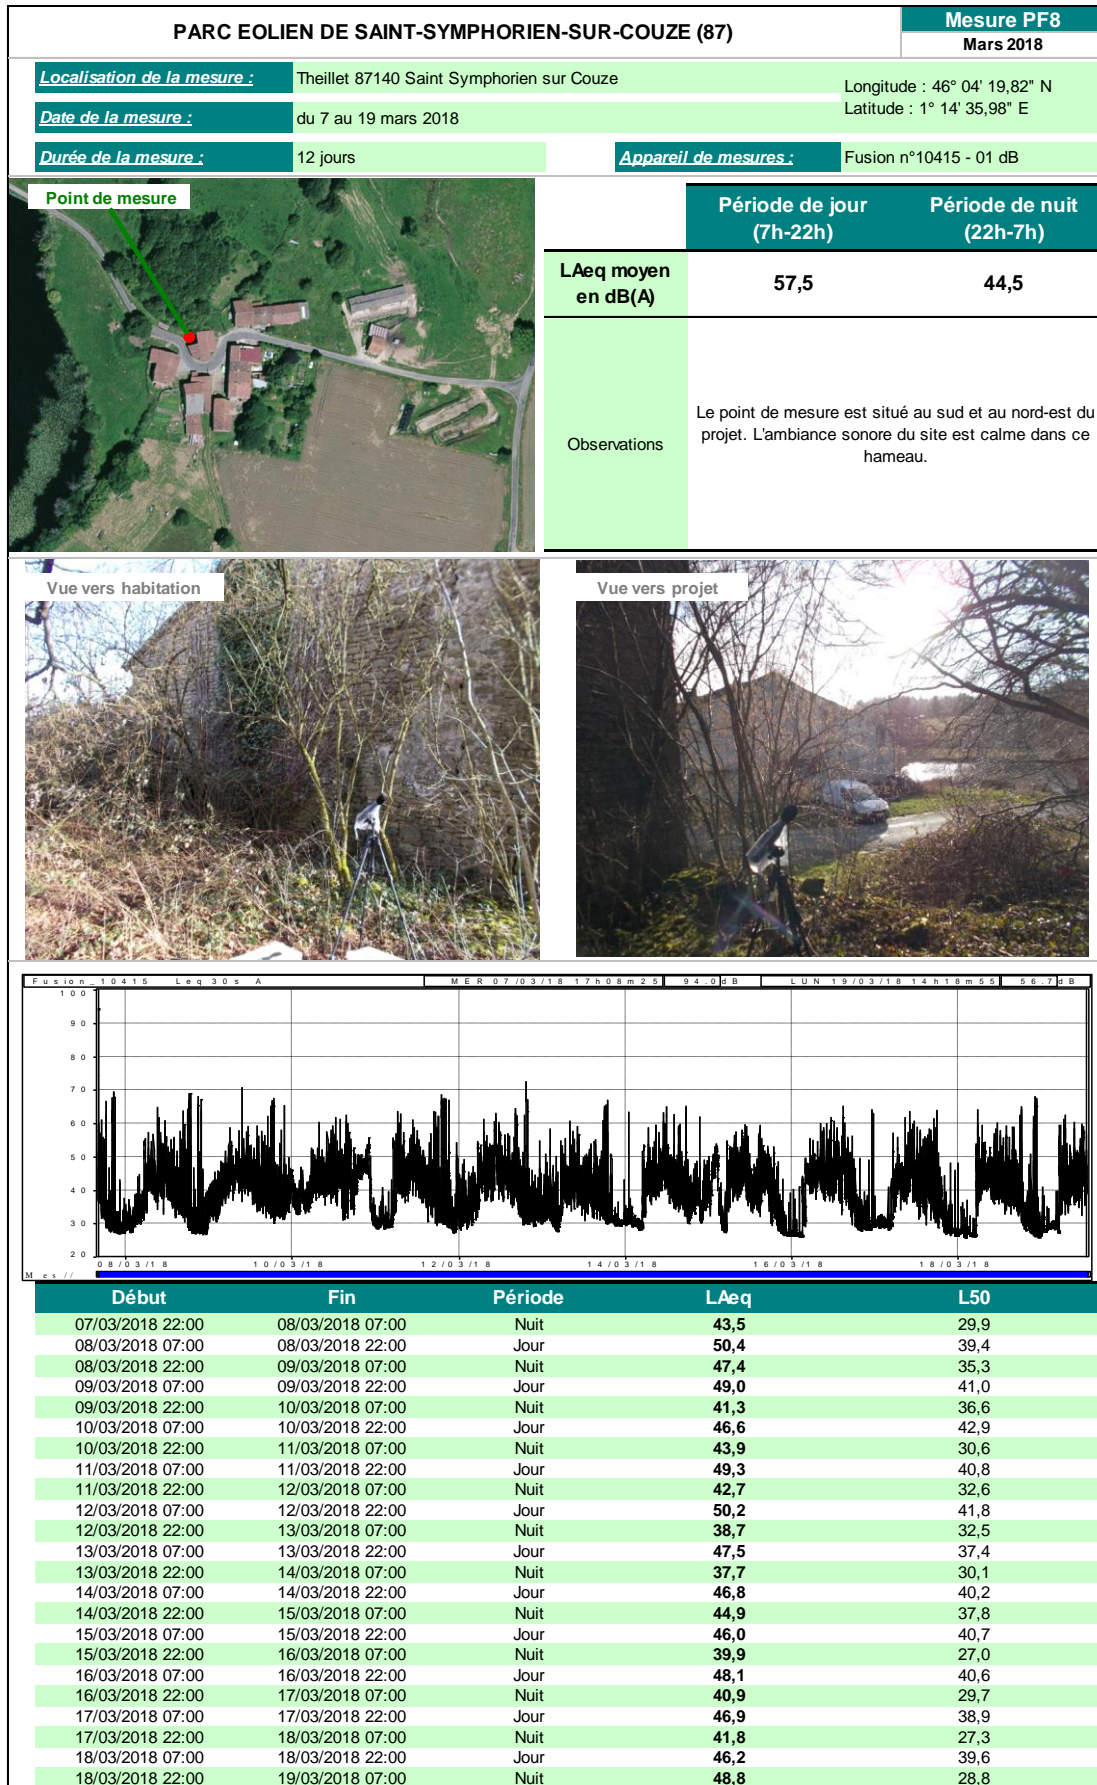 PARC EOLIEN DE SAINT-SYMPHORIEN-SUR-COUZE (87)
Mesure PF8
Mars 2018
Localisation de la mesure :
Theillet 87140 Saint Symphorien sur Couze
Longitude : 46° 04' 19,82" N
Latitude : 1° 14' 35,98" E
Date de la mesure :
du 7 au 19 mars 2018
Durée de la mesure :
12 jours
Appareil de mesures :
Fusion n°10415 - 01 dB
Point de mesure
Période de jour
(7h-22h)
Période de nuit
(22h-7h)
LAeq moyen
en dB(A)
57,5
44,5
Observations
Le point de mesure est situé au sud et au nord-est du
projet. L'ambiance sonore du site est calme dans ce
hameau.
Vue vers habitation
Vue vers projet
Fusion_10415 Leq 30s A MER 07/03/18 17h08m25 94.0dB LUN 19/03/18 14h18m55 56.7dB
100
90
80
70
60
50
40
30
20
08/03/18 10/03/18 12/03/18 14/03/18 16/03/18 18/03/18
Mes//
Début Fin Période LAeq L50
07/03/2018 22:00 08/03/2018 07:00 Nuit 43,5 29,9
08/03/2018 07:00 08/03/2018 22:00 Jour 50,4 39,4
08/03/2018 22:00 09/03/2018 07:00 Nuit 47,4 35,3
09/03/2018 07:00 09/03/2018 22:00 Jour 49,0 41,0
09/03/2018 22:00 10/03/2018 07:00 Nuit 41,3 36,6
10/03/2018 07:00 10/03/2018 22:00 Jour 46,6 42,9
10/03/2018 22:00 11/03/2018 07:00 Nuit 43,9 30,6
11/03/2018 07:00 11/03/2018 22:00 Jour 49,3 40,8
11/03/2018 22:00 12/03/2018 07:00 Nuit 42,7 32,6
12/03/2018 07:00 12/03/2018 22:00 Jour 50,2 41,8
12/03/2018 22:00 13/03/2018 07:00 Nuit 38,7 32,5
13/03/2018 07:00 13/03/2018 22:00 Jour 47,5 37,4
13/03/2018 22:00 14/03/2018 07:00 Nuit 37,7 30,1
14/03/2018 07:00 14/03/2018 22:00 Jour 46,8 40,2
14/03/2018 22:00 15/03/2018 07:00 Nuit 44,9 37,8
15/03/2018 07:00 15/03/2018 22:00 Jour 46,0 40,7
15/03/2018 22:00 16/03/2018 07:00 Nuit 39,9 27,0
16/03/2018 07:00 16/03/2018 22:00 Jour 48,1 40,6
16/03/2018 22:00 17/03/2018 07:00 Nuit 40,9 29,7
17/03/2018 07:00 17/03/2018 22:00 Jour 46,9 38,9
17/03/2018 22:00 18/03/2018 07:00 Nuit 41,8 27,3
18/03/2018 07:00 18/03/2018 22:00 Jour 46,2 39,6
18/03/2018 22:00 19/03/2018 07:00 Nuit 48,8 28,8